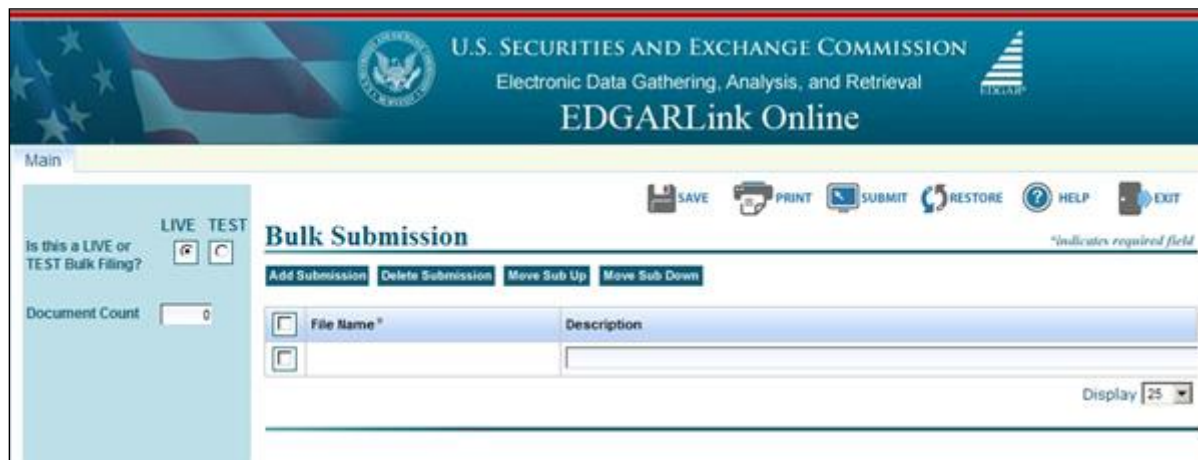 U.S. SECURITIES AND EXCHANGE COMMISSION
Electronic Data Gathering, Analysis, and Retrieval
EDGAR
EDGARLink Online
Main
SAVE PRINT SUBMIT RESTORE HELP EXIT
LIVE TEST
Is this a LIVE or
TEST Bulk Filing?
Bulk Submission
*indicates required field
Add Submission Delete Submission Move Sub Up Move Sub Down
Document Count 0
File Name* Description
Display 25